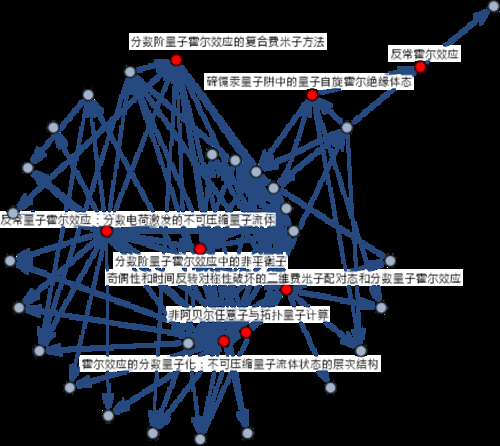 分数阶量子霍尔效应的复合费米子方法
反常霍尔效应
碲镉汞量子阱中的量子自旋霍尔绝缘体态
反常量子霍尔效应：分数电荷激发的不可压缩量子流体
分数阶量子霍尔效应中的非平衡子
奇偶性和时间反转对称性破坏的二维费米子配对态和分数量子霍尔效应
非阿贝尔任意子与拓扑量子计算
霍尔效应的分数量子化：不可压缩量子流体状态的层次结构